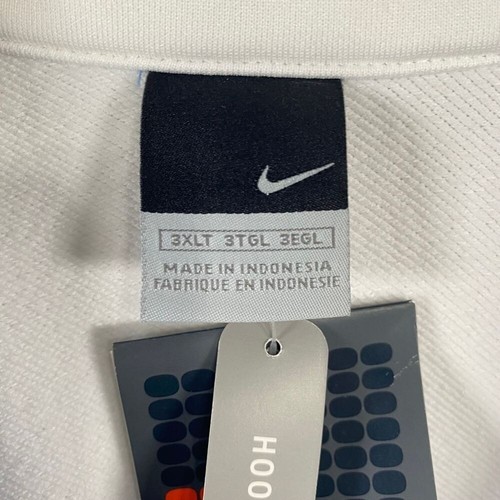 3XLT 3TGL 3EGL
MADE IN INDONESIA
FABRIQUE EN INDONESIE
HOO